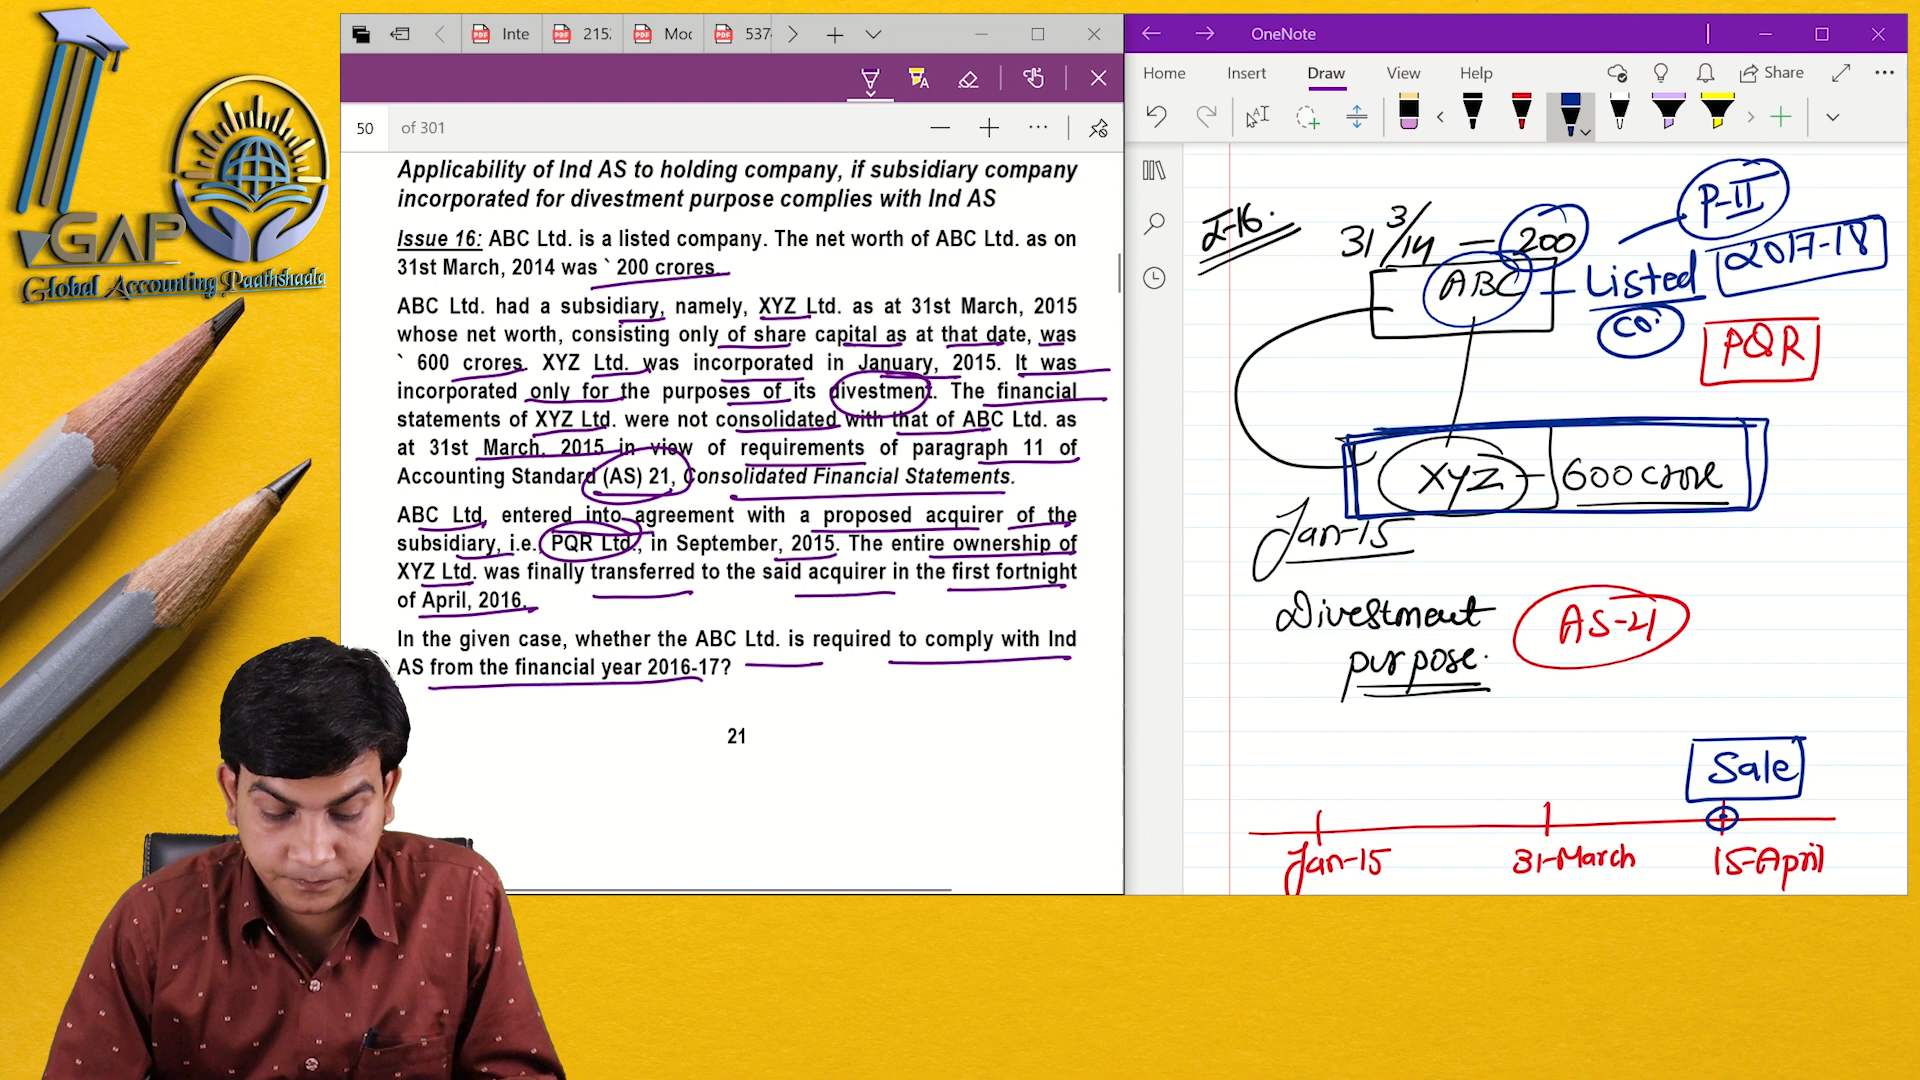 GAP
Global Accounting Paathshada
Inte
215
Moc
537
50
of 301
Applicability of Ind AS to holding company, if subsidiary company
incorporated for divestment purpose complies with Ind AS
Issue 16: ABC Ltd. is a listed company. The net worth of ABC Ltd. as on
31st March, 2014 was ` 200 crores.
ABC Ltd. had a subsidiary, namely, XYZ Ltd. as at 31st March, 2015
whose net worth, consisting only of share capital as at that date, was
` 600 crores. XYZ Ltd. was incorporated in January, 2015. It was
incorporated only for the purposes of its divestment. The financial
statements of XYZ Ltd. were not consolidated with that of ABC Ltd. as
at 31st March, 2015 in view of requirements of paragraph 11 of
Accounting Standard (AS) 21, Consolidated Financial Statements.
ABC Ltd. entered into agreement with a proposed acquirer of the
subsidiary, i.e. PQR Ltd., in September, 2015. The entire ownership of
XYZ Ltd. was finally transferred to the said acquirer in the first fortnight
of April, 2016.
In the given case, whether the ABC Ltd. is required to comply with Ind
AS from the financial year 2016-17?
21
OneNote
Home Insert Draw View Help Share
I-16.
31 3/14 – 200
P-II
2017-18
ABC – Listed
co.
PQR
XYZ – 600 crore
Jan-15
Divestment
purpose.
AS-21
Sale
Jan-15 31-March 15-April